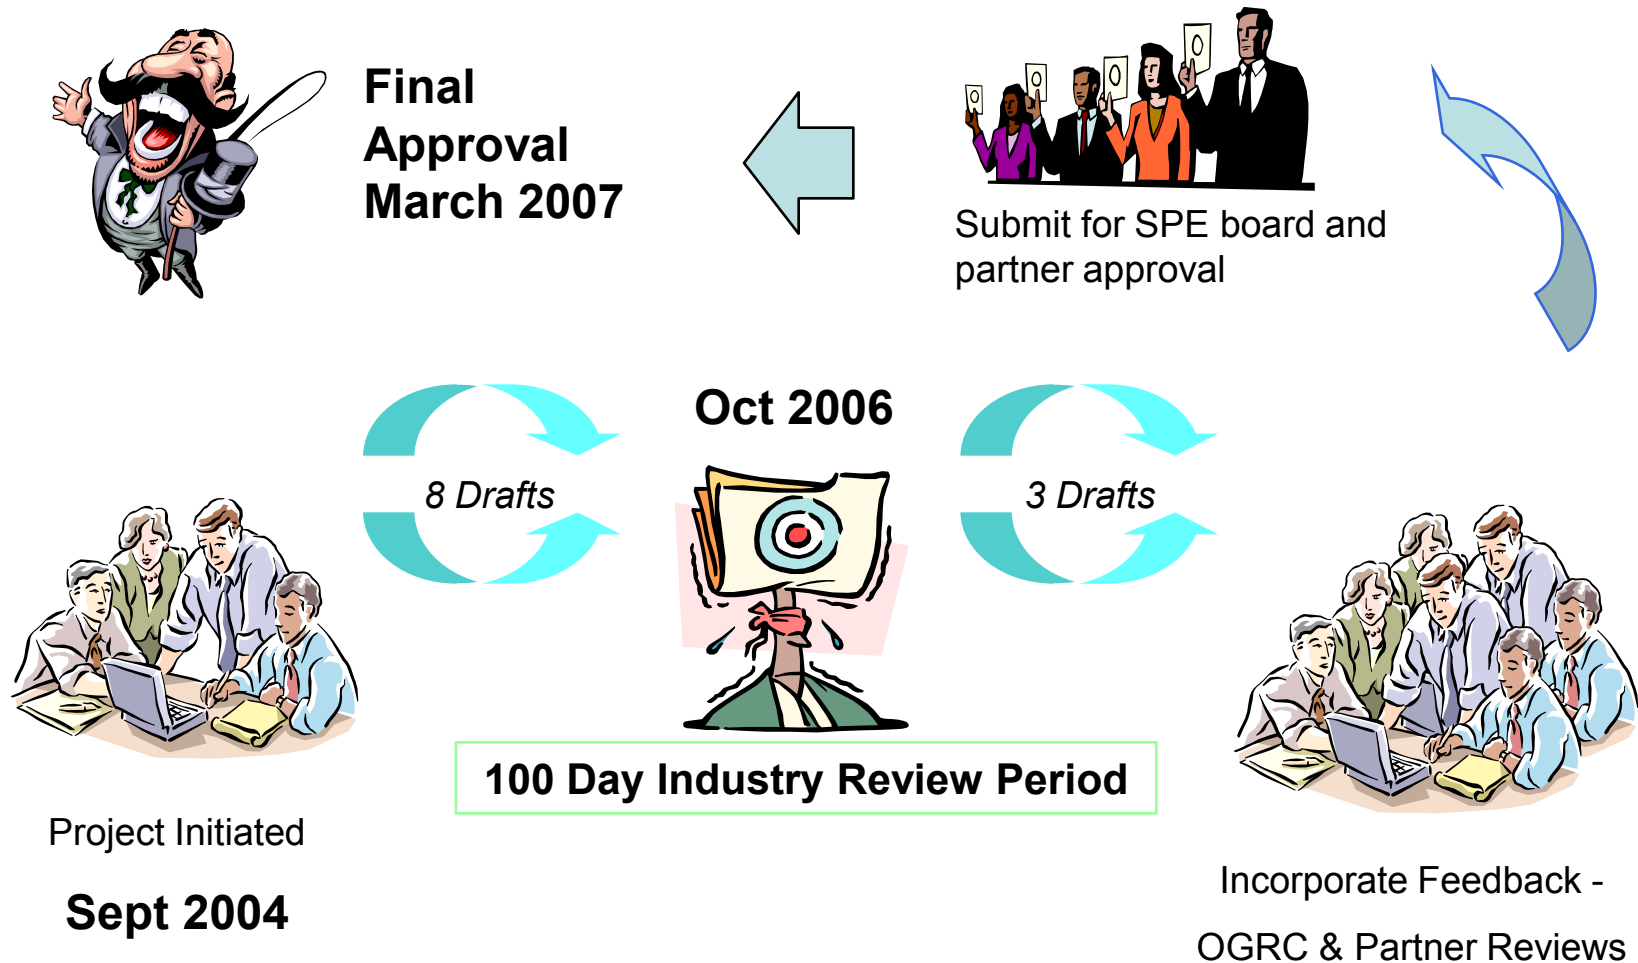 Final
Approval
March 2007
Submit for SPE board and
partner approval
Oct 2006
8 Drafts
3 Drafts
100 Day Industry Review Period
Project Initiated
Sept 2004
Incorporate Feedback -
OGRC & Partner Reviews